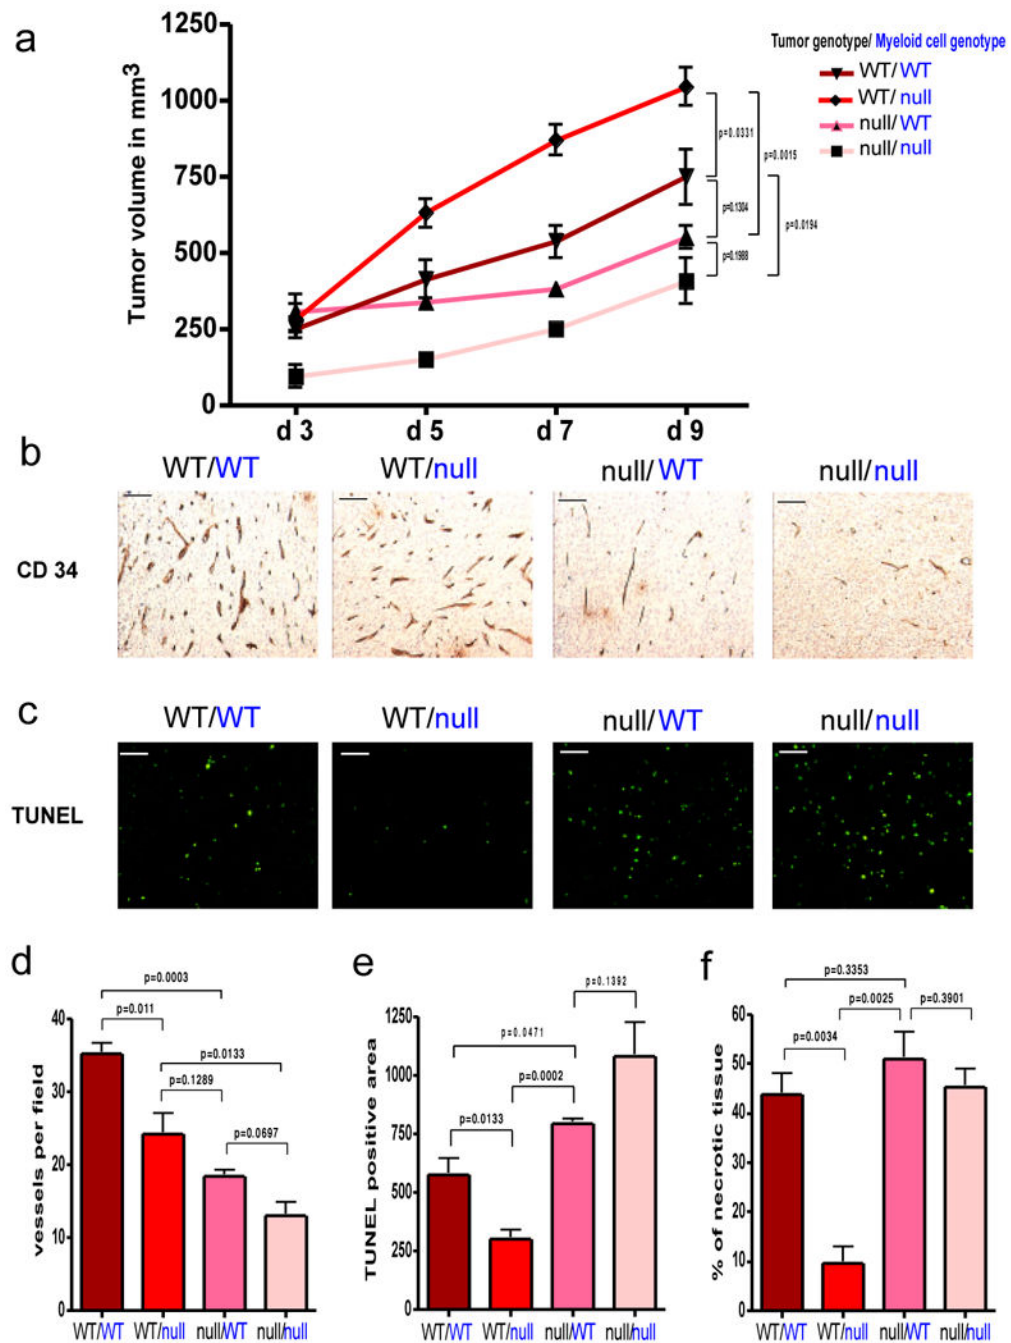 a
Tumor volume in mm3
1250
1000
750
500
250
0
d 3
d 5
d 7
d 9
p=0.0331
p=0.0015
p=0.1304
p=0.0194
p=0.1988
Tumor genotype/ Myeloid cell genotype
WT/WT
WT/null
null/WT
null/null
b
WT/WT
WT/null
null/WT
null/null
CD 34
c
WT/WT
WT/null
null/WT
null/null
TUNEL
d
vessels per field
40
30
20
10
0
p=0.0003
p=0.011
p=0.0133
p=0.1289
p=0.0697
WT/WT
WT/null
null/WT
null/null
e
TUNEL positive area
1250
1000
750
500
250
0
p=0.1392
p=0.0471
p=0.0002
p=0.0133
WT/WT
WT/null
null/WT
null/null
f
% of necrotic tissue
60
50
40
30
20
10
0
p=0.3353
p=0.0025
p=0.3901
p=0.0034
WT/WT
WT/null
null/WT
null/null